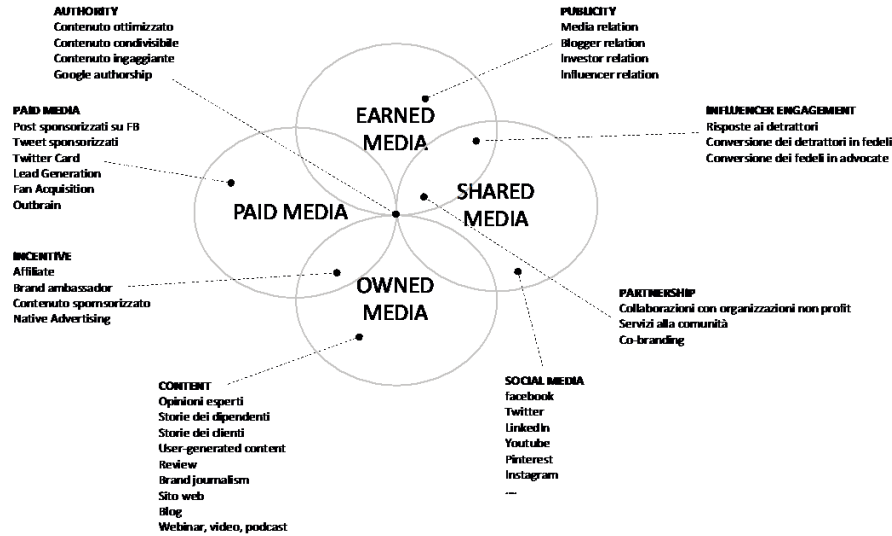 AUTHORITY
Contenuto ottimizzato
Contenuto condivisibile
Contenuto ingaggiante
Google authorship
PUBLICITY
Media relation
Blogger relation
Investor relation
Influencer relation
PAID MEDIA
Post sponsorizzati su FB
Tweet sponsorizzati
Twitter Card
Lead Generation
Fan Acquisition
Outbrain
EARNED
MEDIA
INFLUENCER ENGAGEMENT
Risposte ai detrattori
Conversione dei detrattori in fedeli
Conversione dei fedeli in advocate
PAID MEDIA
SHARED
MEDIA
INCENTIVE
Affiliate
Brand ambassador
Contenuto spornsorizzato
Native Advertising
OWNED
MEDIA
PARTNERSHIP
Collaborazioni con organizzazioni non profit
Servizi alla comunità
Co-branding
CONTENT
Opinioni esperti
Storie dei dipendenti
Storie dei clienti
User-generated content
Review
Brand journalism
Sito web
Blog
Webinar, video, podcast
SOCIAL MEDIA
facebook
Twitter
LinkedIn
Youtube
Pinterest
Instagram
....